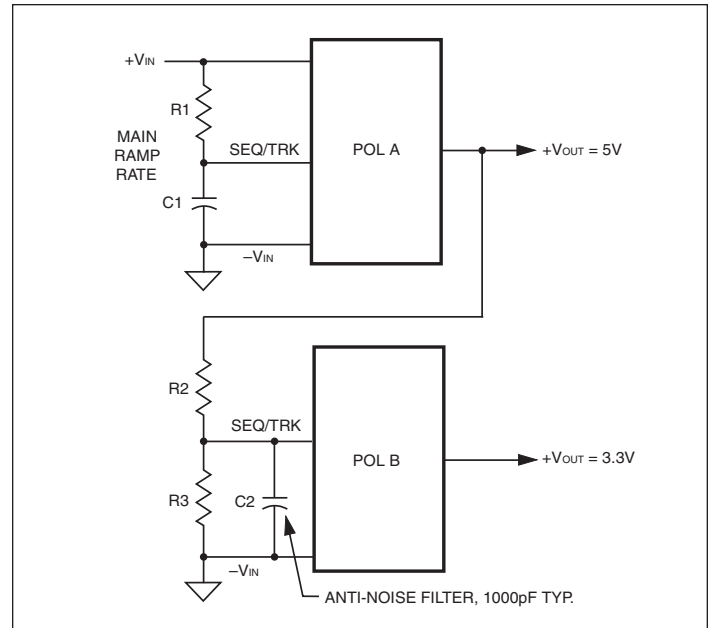 +VIN
R1
MAIN
RAMP
RATE
SEQ/TRK
POL A
+VOUT = 5V
C1
–VIN
R2
SEQ/TRK
POL B
+VOUT = 3.3V
R3
C2
–VIN
ANTI-NOISE FILTER, 1000pF TYP.